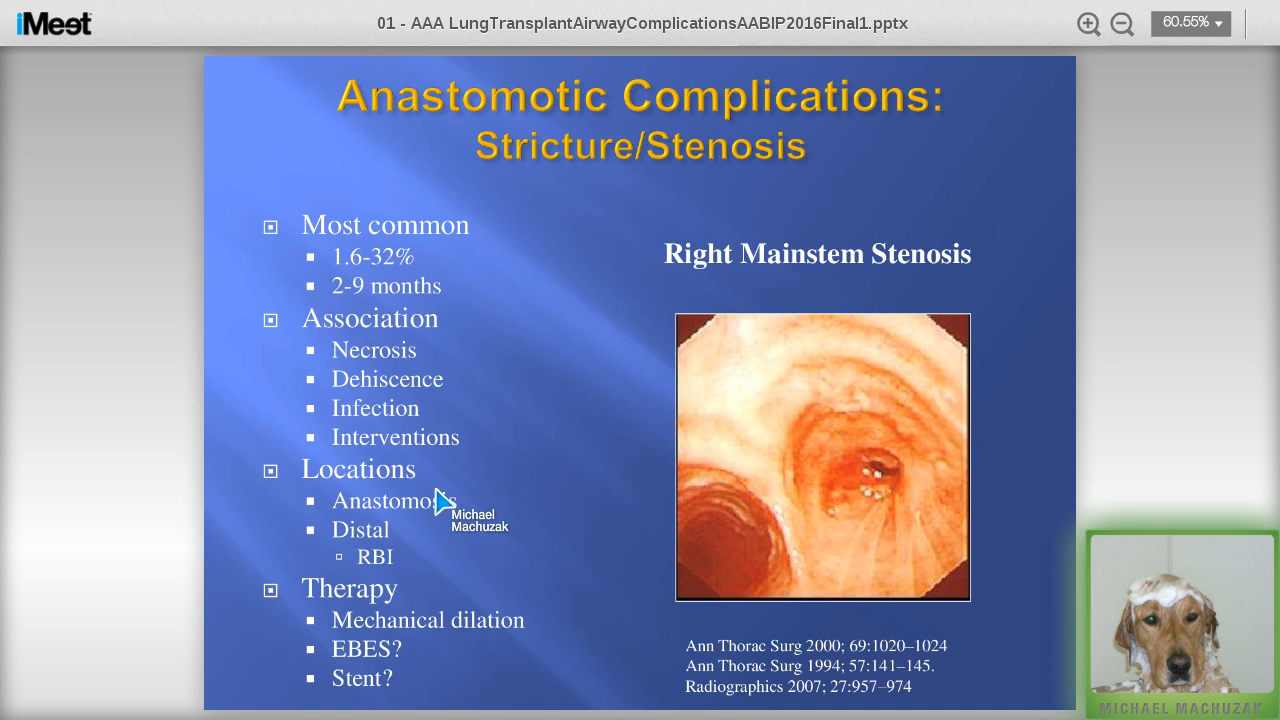 iMeet
01 - AAA LungTransplantAirwayComplicationsAABIP2016Final1.pptx
60.55%
Anastomotic Complications:
Stricture/Stenosis
Most common
1.6-32%
2-9 months
Association
Necrosis
Dehiscence
Infection
Interventions
Locations
Anastomosis
Distal
RBI
Therapy
Mechanical dilation
EBES?
Stent?
Michael
Machuzak
Right Mainstem Stenosis
Ann Thorac Surg 2000; 69:1020–1024
Ann Thorac Surg 1994; 57:141–145.
Radiographics 2007; 27:957–974
MICHAEL MACHUZAK